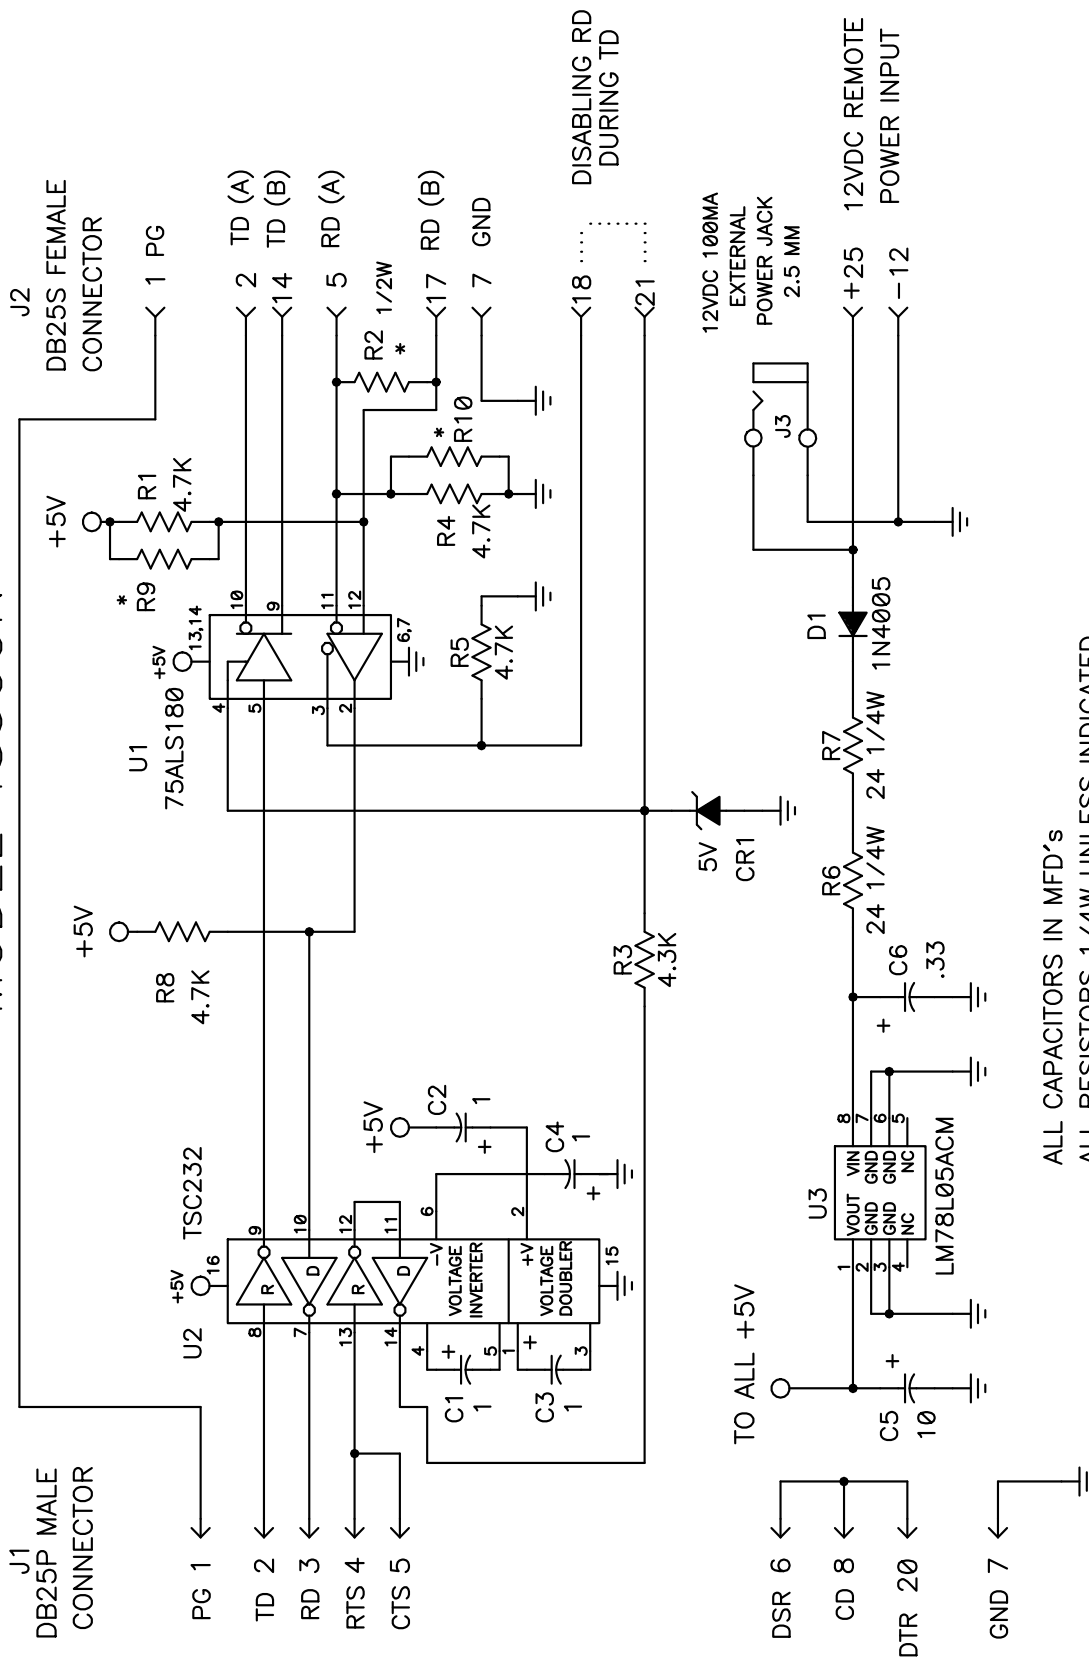 J1
DB25P MALE
CONNECTOR
PG 1
TD 2
RD 3
RTS 4
CTS 5
DSR 6
CD 8
DTR 20
GND 7
J2
DB25S FEMALE
CONNECTOR
1 PG
2 TD (A)
14 TD (B)
5 RD (A)
17 RD (B)
7 GND
18
21
DISABLING RD
DURING TD
+5V
16
U2
TSC232
8
R
9
7
D
10
13
R
12
14
D
11
4
-V
6
VOLTAGE
INVERTER
5
1
+V
2
VOLTAGE
DOUBLER
3
15
+
C1
1
+
C3
1
+5V
C2
1
+
C4
1
+
+5V
R8
4.7K
U1
75ALS180
+5V
13,14
4
5
10
9
3
2
11
12
6,7
+5V
R1
4.7K
*
R9
R2
1/2W
*
*
R10
R4
4.7K
R5
4.7K
R3
4.3K
5V
CR1
TO ALL +5V
C5
10
+
U3
LM78L05ACM
1 VOUT VIN 8
2 GND GND 7
3 GND GND 6
4 NC NC 5
C6
.33
+
R6
24 1/4W
R7
24 1/4W
D1
1N4005
J3
12VDC 100MA
EXTERNAL
POWER JACK
2.5 MM
+25
-12
12VDC REMOTE
POWER INPUT
ALL CAPACITORS IN MFD's
ALL RESISTORS 1/4W UNLESS INDICATED